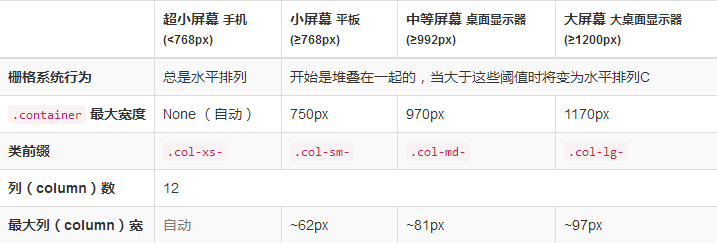 超小屏幕 手机 小屏幕 平板 中等屏幕 桌面显示器 大屏幕 大桌面显示器
(<768px) (≥768px) (≥992px) (≥1200px)
栅格系统行为 总是水平排列 开始是堆叠在一起的，当大于这些阈值时将变为水平排列C
.container 最大宽度 None （自动） 750px 970px 1170px
类前缀 .col-xs- .col-sm- .col-md- .col-lg-
列（column）数 12
最大列（column）宽 自动 ~62px ~81px ~97px